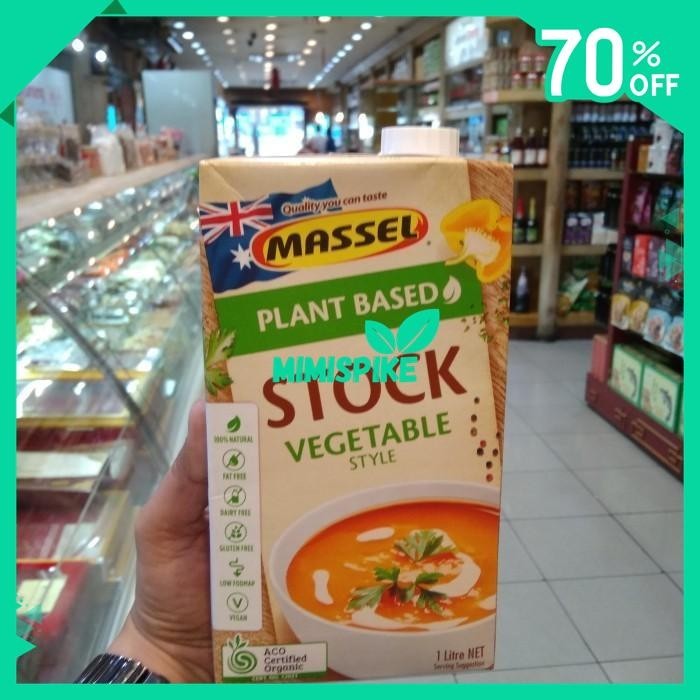 70%
OFF
Quality you can taste
MASSEL
PLANT BASED
MIMISPIKE
STOCK
VEGETABLE
STYLE
100% NATURAL
FAT FREE
DAIRY FREE
GLUTEN FREE
LOW FODMAP
VEGAN
ACO
Certified
Organic
1 Litre NET
Serving Suggestion